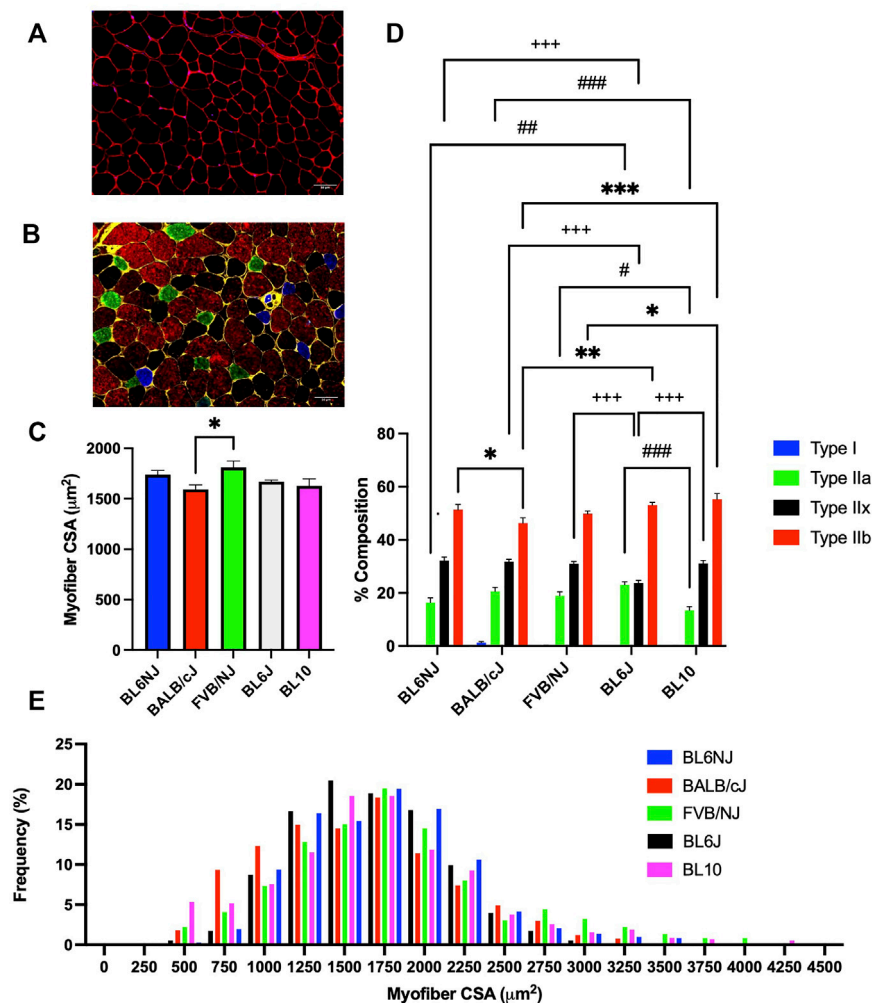 A
B
C
*
Myofiber CSA (μm²)
2000
1500
1000
500
0
BL6NJ
BALB/cJ
FVB/NJ
BL6J
BL10
D
+++
###
##
***
+++
#
*
**
+++
+++
*
###
% Composition
80
60
40
20
0
BL6NJ
BALB/cJ
FVB/NJ
BL6J
BL10
Type I
Type IIa
Type IIx
Type IIb
E
Frequency (%)
25
20
15
10
5
0
BL6NJ
BALB/cJ
FVB/NJ
BL6J
BL10
0 250 500 750 1000 1250 1500 1750 2000 2250 2500 2750 3000 3250 3500 3750 4000 4250 4500
Myofiber CSA (μm²)